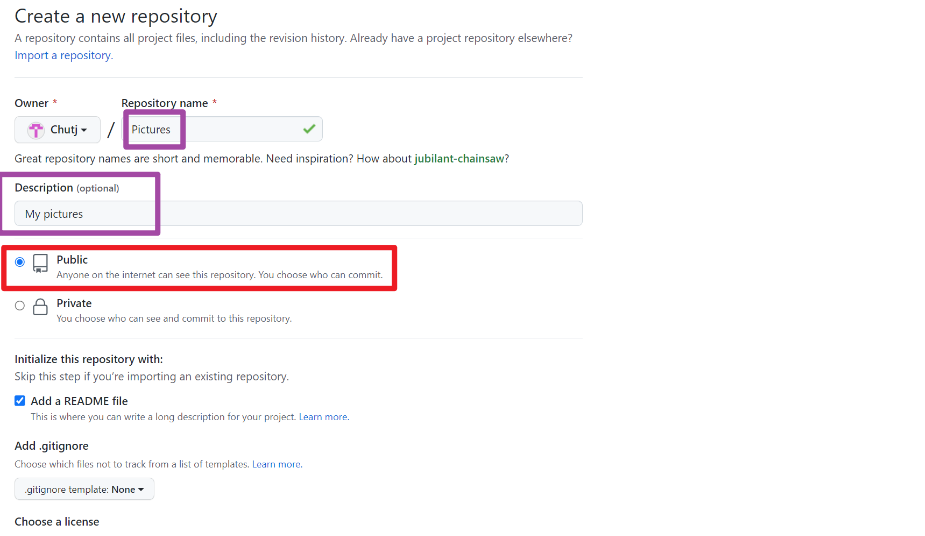 Create a new repository
A repository contains all project files, including the revision history. Already have a project repository elsewhere?
Import a repository.
Owner * Repository name *
Chutj / Pictures
Great repository names are short and memorable. Need inspiration? How about jubilant-chainsaw?
Description (optional)
My pictures
Public
Anyone on the internet can see this repository. You choose who can commit.
Private
You choose who can see and commit to this repository.
Initialize this repository with:
Skip this step if you’re importing an existing repository.
Add a README file
This is where you can write a long description for your project. Learn more.
Add .gitignore
Choose which files not to track from a list of templates. Learn more.
.gitignore template: None
Choose a license